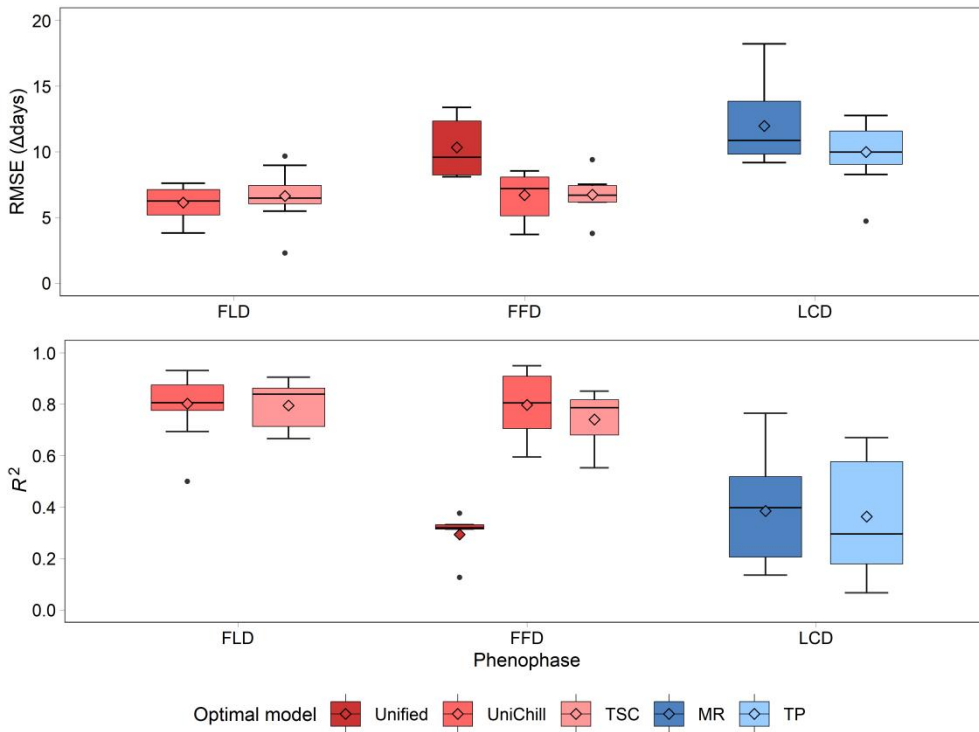 20
15
10
5
0
RMSE (Δdays)
FLD FFD LCD
1.0
0.8
0.6
0.4
0.2
0.0
R²
FLD FFD LCD
Phenophase
Optimal model Unified UniChill TSC MR TP